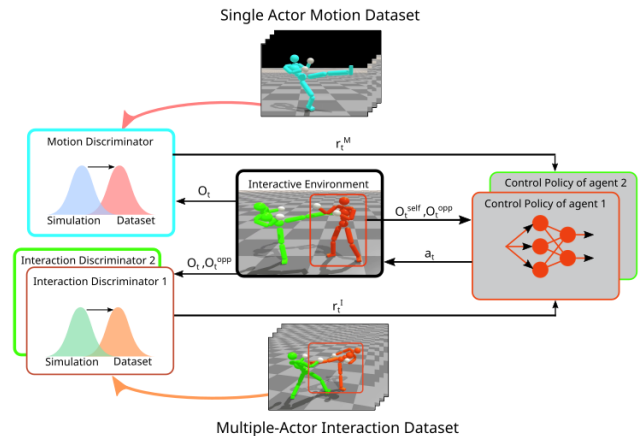 Single Actor Motion Dataset
Motion Discriminator
Simulation
Dataset
r_t^M
O_t
Interactive Environment
O_t^self ,O_t^opp
Control Policy of agent 2
Control Policy of agent 1
a_t
Interaction Discriminator 2
O_t ,O_t^opp
Interaction Discriminator 1
Simulation
Dataset
r_t^I
Multiple-Actor Interaction Dataset